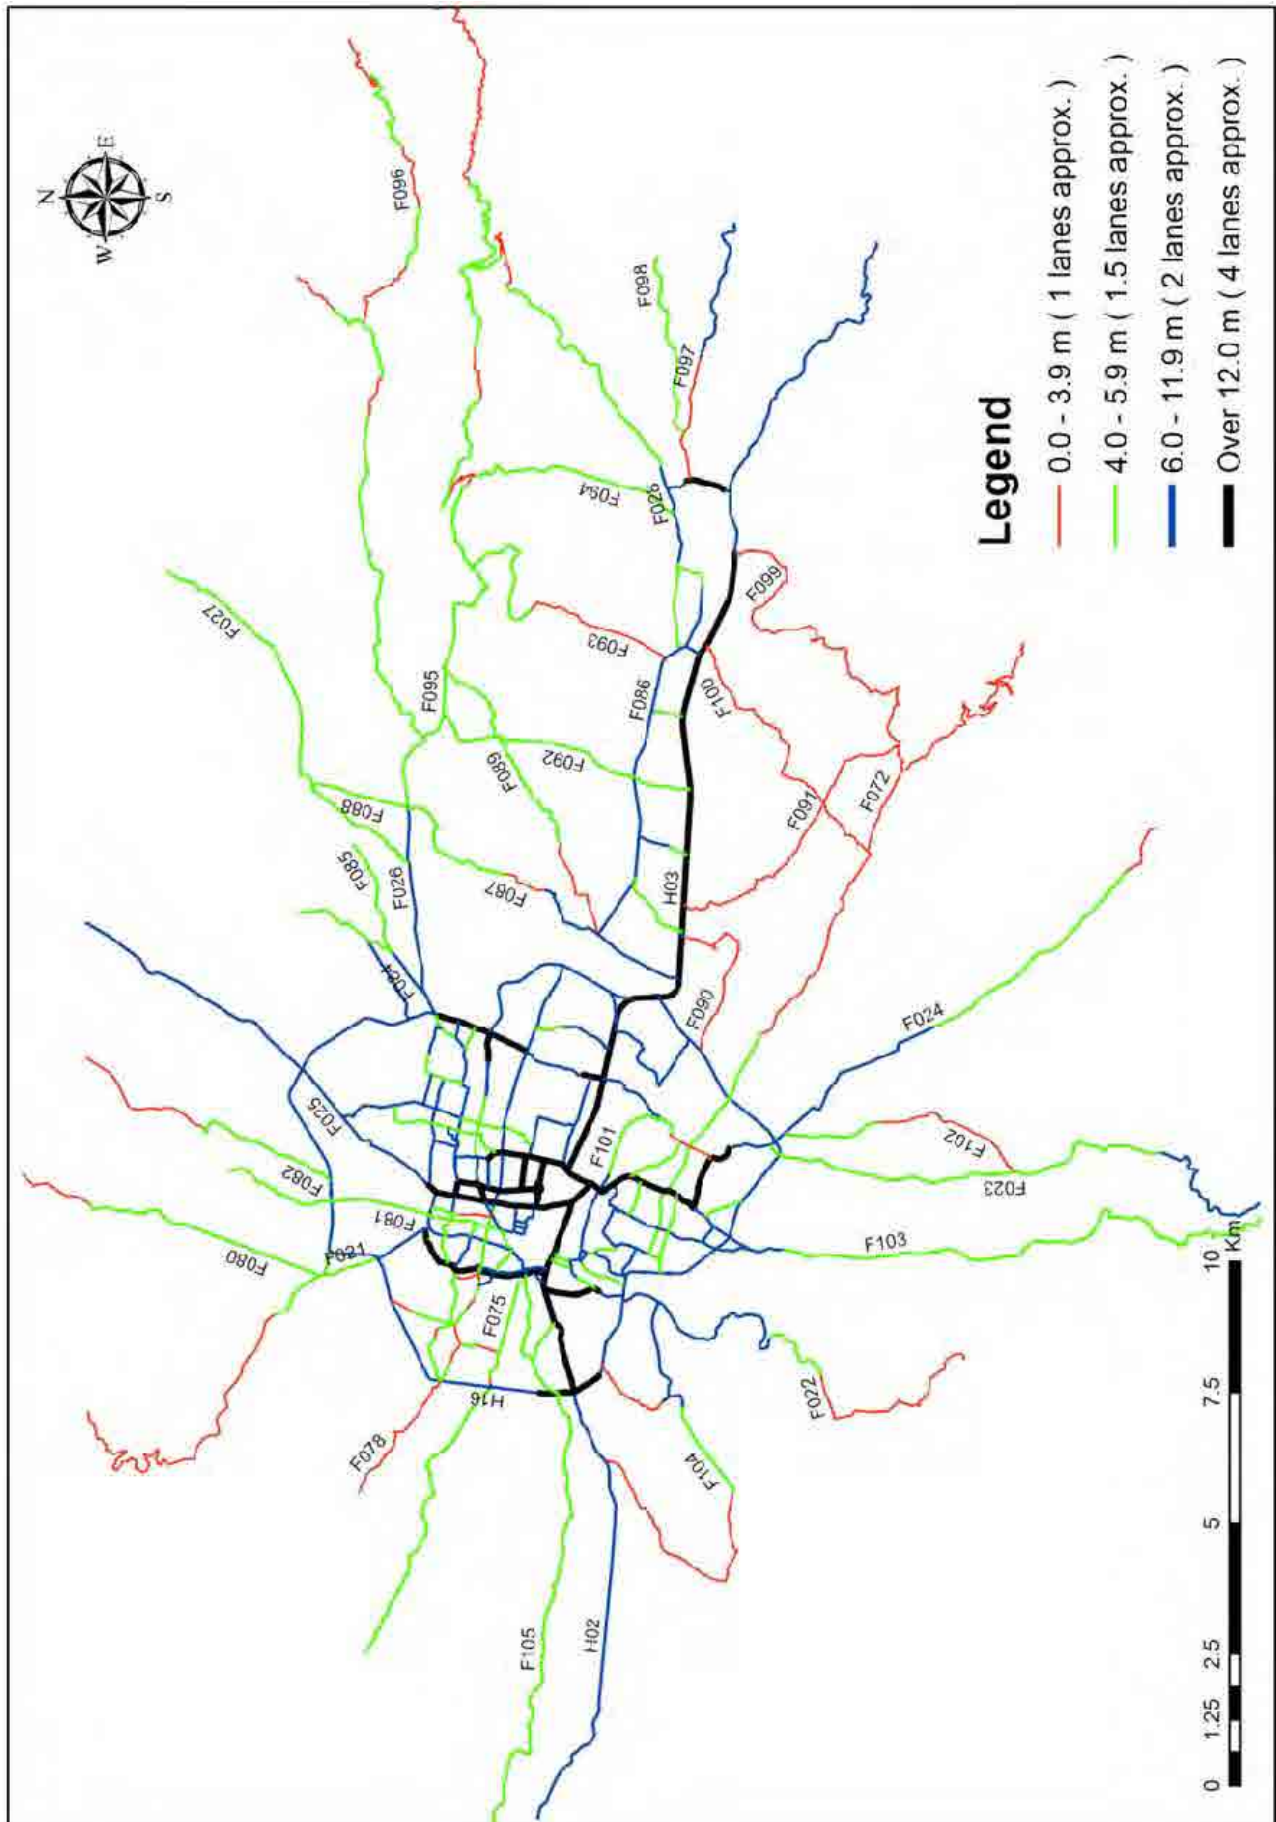 N
W
E
S
F096
F098
F097
F027
F094
F026
F095
F093
F099
F086
F100
F089
F092
F088
F085
F026
F087
F091
F072
H03
F084
F090
F024
F025
F082
F101
F102
F023
F081
F080
F021
F103
F075
H16
F022
F078
F104
F105
H02
Legend
0.0 - 3.9 m ( 1 lanes approx. )
4.0 - 5.9 m ( 1.5 lanes approx. )
6.0 - 11.9 m ( 2 lanes approx. )
Over 12.0 m ( 4 lanes approx. )
0 1.25 2.5 5 7.5 10
Km